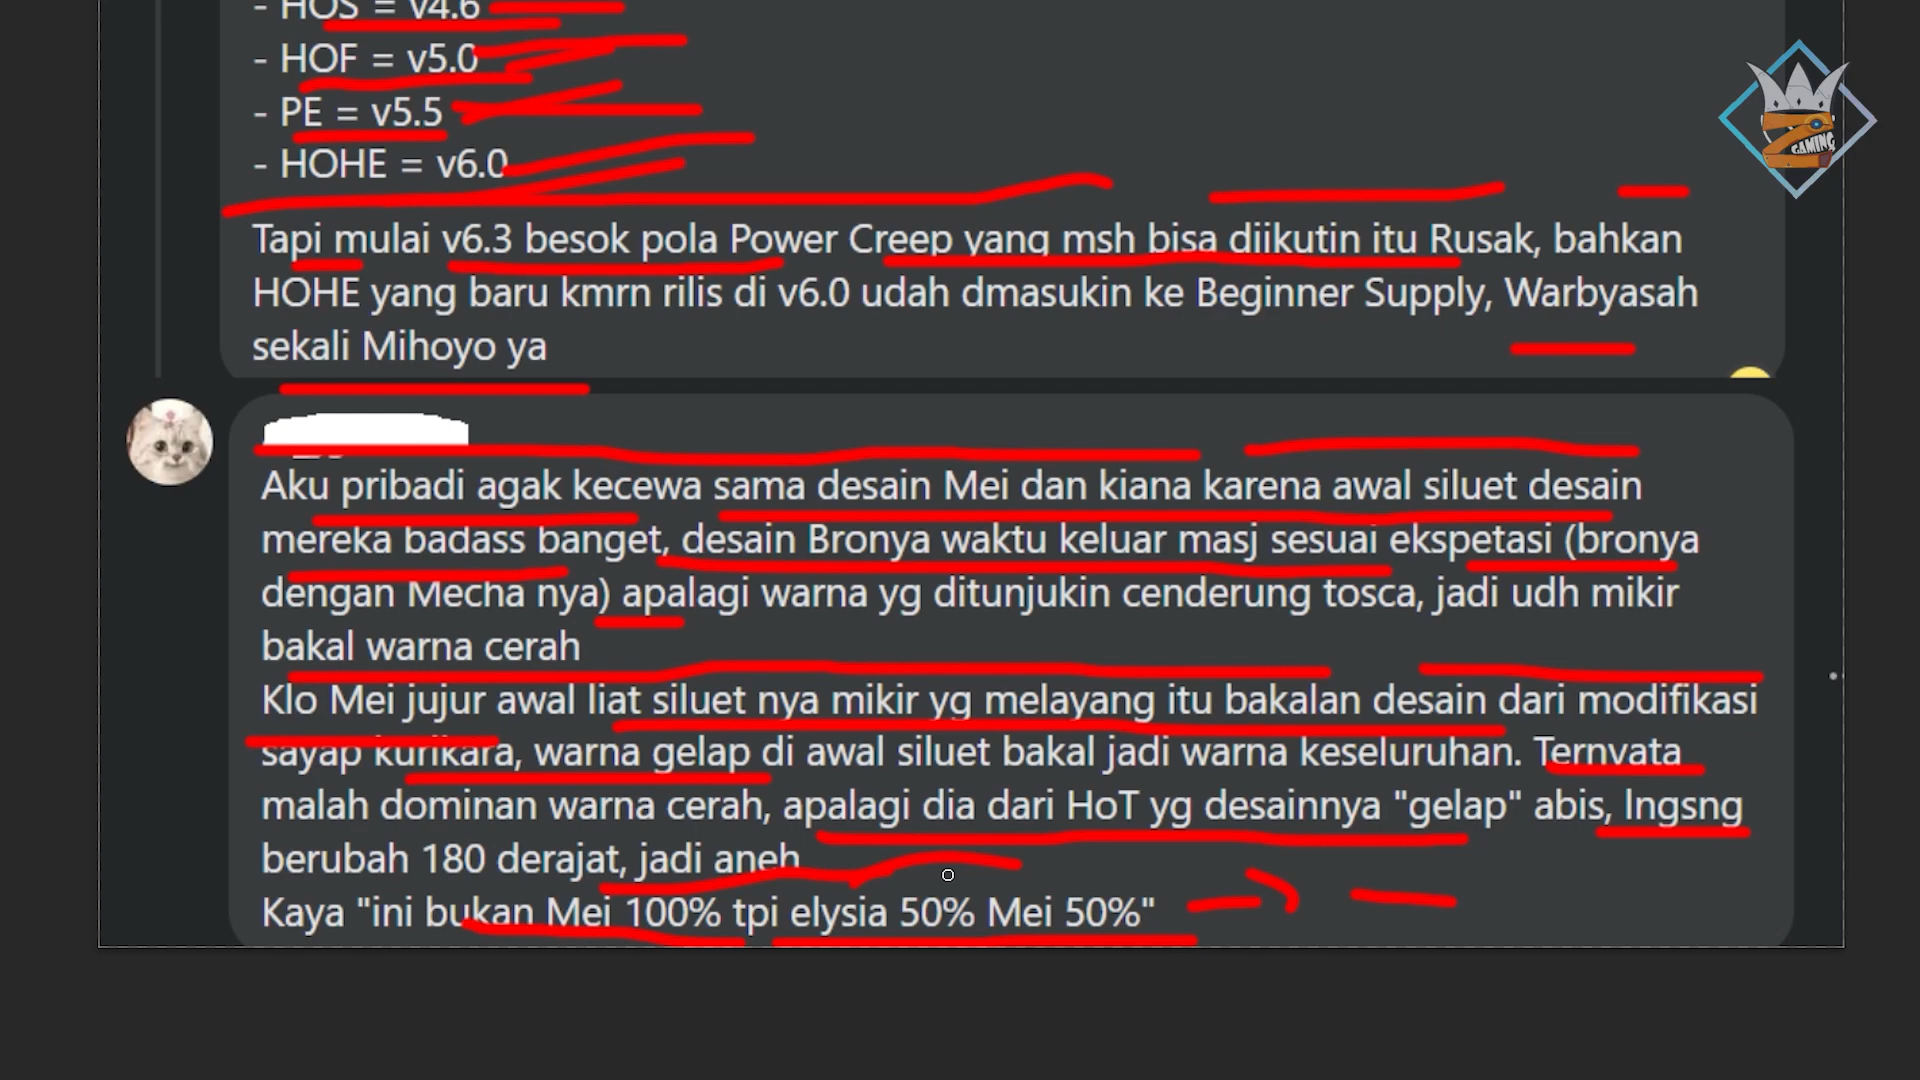 - HOS = v4.6
- HOF = v5.0
- PE = v5.5
- HOHE = v6.0
Tapi mulai v6.3 besok pola Power Creep yang msh bisa diikutin itu Rusak, bahkan
HOHE yang baru kmrn rilis di v6.0 udah dmasukin ke Beginner Supply, Warbyasah
sekali Mihoyo ya
Aku pribadi agak kecewa sama desain Mei dan kiana karena awal siluet desain
mereka badass banget, desain Bronya waktu keluar masj sesuai ekspetasi (bronya
dengan Mecha nya) apalagi warna yg ditunjukin cenderung tosca, jadi udh mikir
bakal warna cerah
Klo Mei jujur awal liat siluet nya mikir yg melayang itu bakalan desain dari modifikasi
sayap kurikara, warna gelap di awal siluet bakal jadi warna keseluruhan. Ternyata
malah dominan warna cerah, apalagi dia dari HoT yg desainnya "gelap" abis, lngsng
berubah 180 derajat, jadi aneh
Kaya "ini bukan Mei 100% tpi elysia 50% Mei 50%"
GAMING